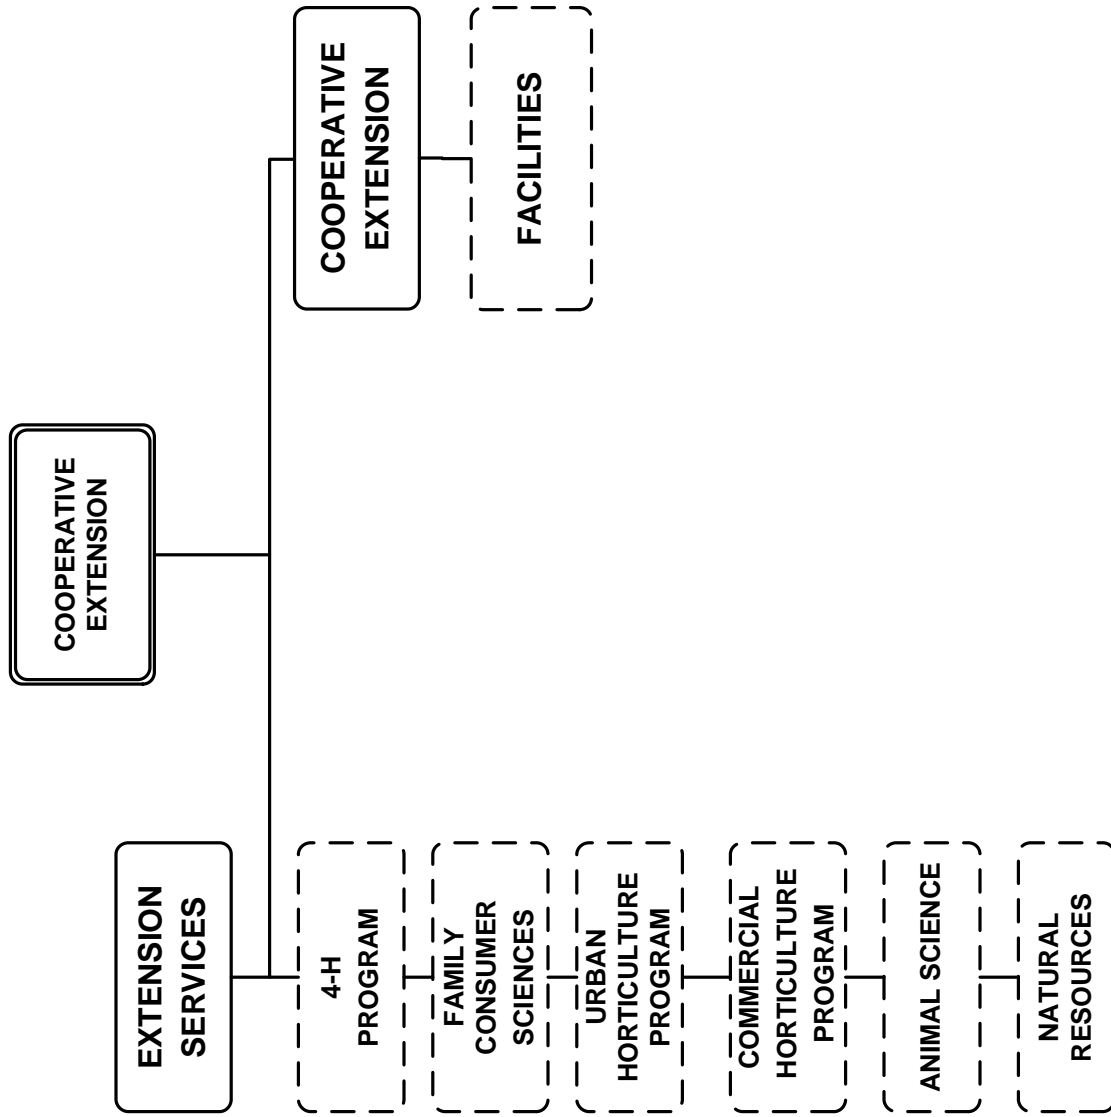 COOPERATIVE
EXTENSION
EXTENSION
SERVICES
4-H
PROGRAM
FAMILY
CONSUMER
SCIENCES
URBAN
HORTICULTURE
PROGRAM
COMMERCIAL
HORTICULTURE
PROGRAM
ANIMAL SCIENCE
NATURAL
RESOURCES
COOPERATIVE
EXTENSION
FACILITIES